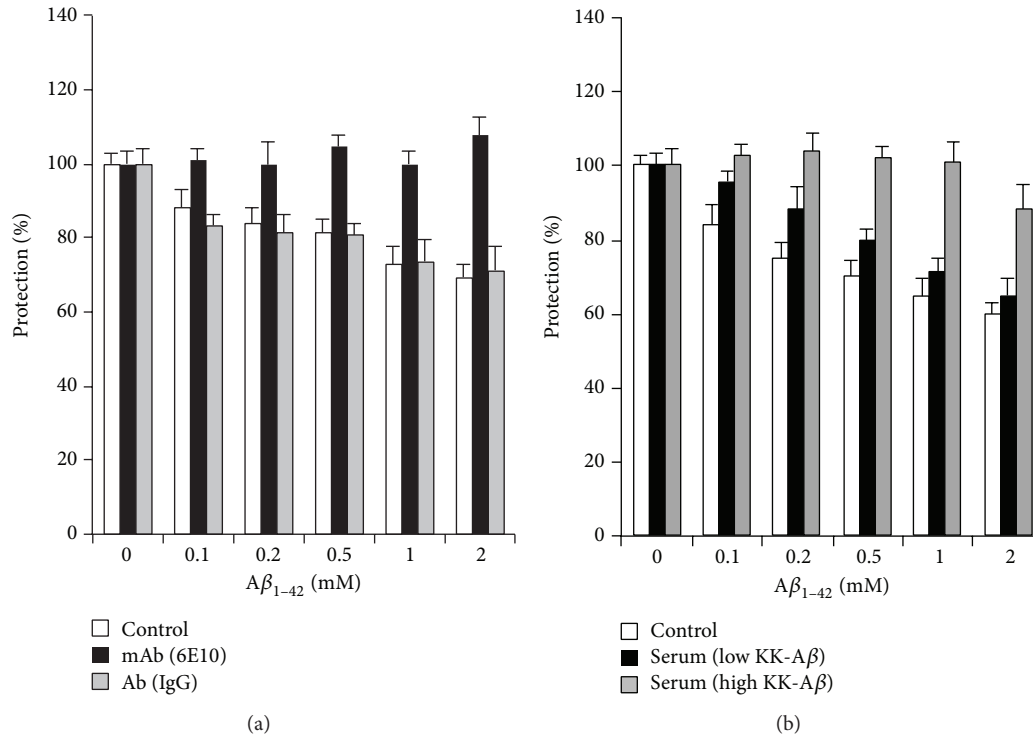 140
120
100
80
60
40
20
0
Protection (%)
0 0.1 0.2 0.5 1 2
Aβ1–42 (mM)
Control
mAb (6E10)
Ab (IgG)
(a)
140
120
100
80
60
40
20
0
Protection (%)
0 0.1 0.2 0.5 1 2
Aβ1–42 (mM)
Control
Serum (low KK-Aβ)
Serum (high KK-Aβ)
(b)